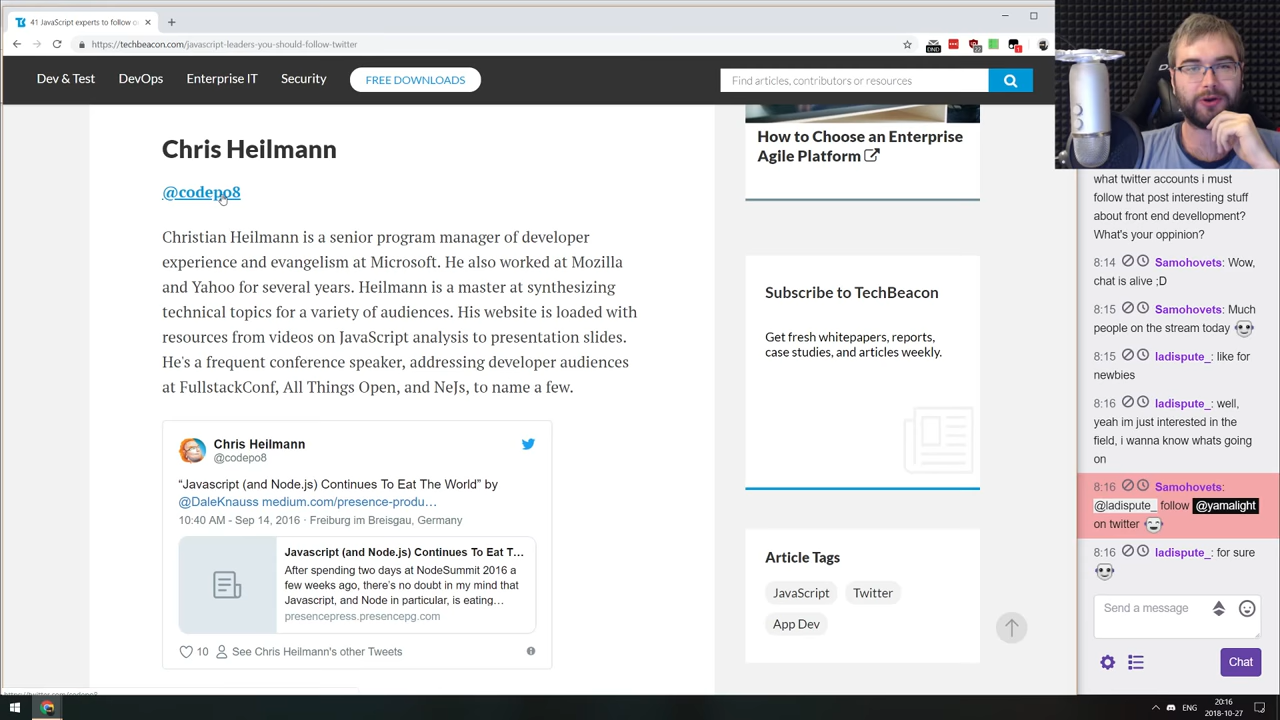 41 JavaScript experts to follow o
https://techbeacon.com/javascript-leaders-you-should-follow-twitter
DND
Dev & Test
DevOps
Enterprise IT
Security
FREE DOWNLOADS
Find articles, contributors or resources
Chris Heilmann
@codepo8
Christian Heilmann is a senior program manager of developer
experience and evangelism at Microsoft. He also worked at Mozilla
and Yahoo for several years. Heilmann is a master at synthesizing
technical topics for a variety of audiences. His website is loaded with
resources from videos on JavaScript analysis to presentation slides.
He's a frequent conference speaker, addressing developer audiences
at FullstackConf, All Things Open, and NeJs, to name a few.
Chris Heilmann
@codepo8
“Javascript (and Node.js) Continues To Eat The World” by
@DaleKnauss medium.com/presence-produ…
10:40 AM - Sep 14, 2016 · Freiburg im Breisgau, Germany
Javascript (and Node.js) Continues To Eat T…
After spending two days at NodeSummit 2016 a
few weeks ago, there's no doubt in my mind that
Javascript, and Node in particular, is eating…
presencepress.presencepg.com
10
See Chris Heilmann's other Tweets
https://twitter.com/codepo8
How to Choose an Enterprise
Agile Platform
Subscribe to TechBeacon
Get fresh whitepapers, reports,
case studies, and articles weekly.
Article Tags
JavaScript
Twitter
App Dev
what twitter accounts i must
follow that post interesting stuff
about front end devellopment?
What's your oppinion?
8:14 Samohovets: Wow,
chat is alive ;D
8:15 Samohovets: Much
people on the stream today
8:15 ladispute_: like for
newbies
8:16 ladispute_: well,
yeah im just interested in the
field, i wanna know whats going
on
8:16 Samohovets:
@ladispute_ follow @yamalight
on twitter
8:16 ladispute_: for sure
Send a message
Chat
ENG
20:16
2018-10-27